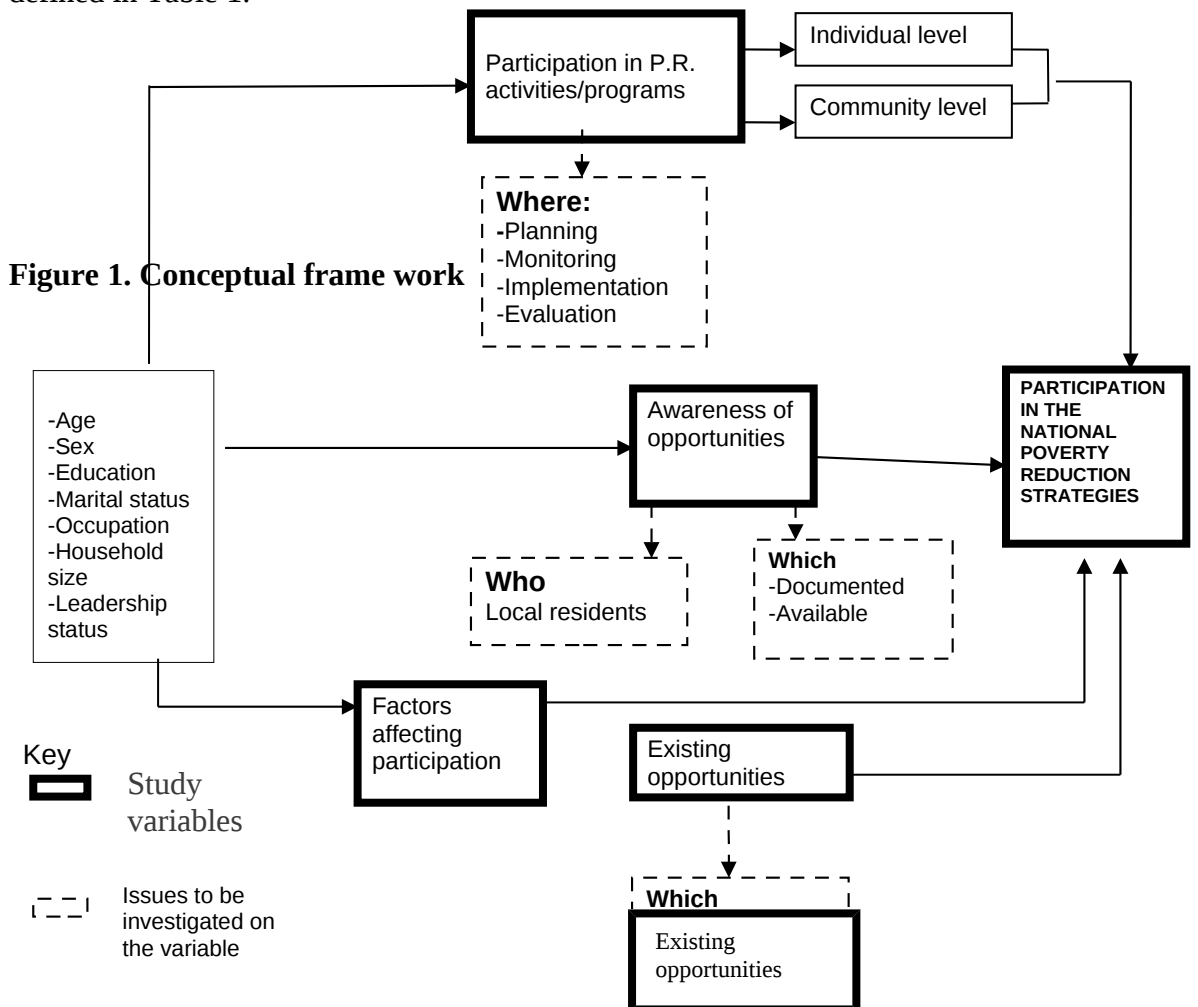 defined in Table 1.
Participation in P.R.
activities/programs
Individual level
Community level
Where:
-Planning
-Monitoring
-Implementation
-Evaluation
Figure 1. Conceptual frame work
-Age
-Sex
-Education
-Marital status
-Occupation
-Household
size
-Leadership
status
Awareness of
opportunities
PARTICIPATION
IN THE
NATIONAL
POVERTY
REDUCTION
STRATEGIES
Who
Local residents
Which
-Documented
-Available
Factors
affecting
participation
Existing
opportunities
Key
Study
variables
Issues to be
investigated on
the variable
Which
Existing
opportunities